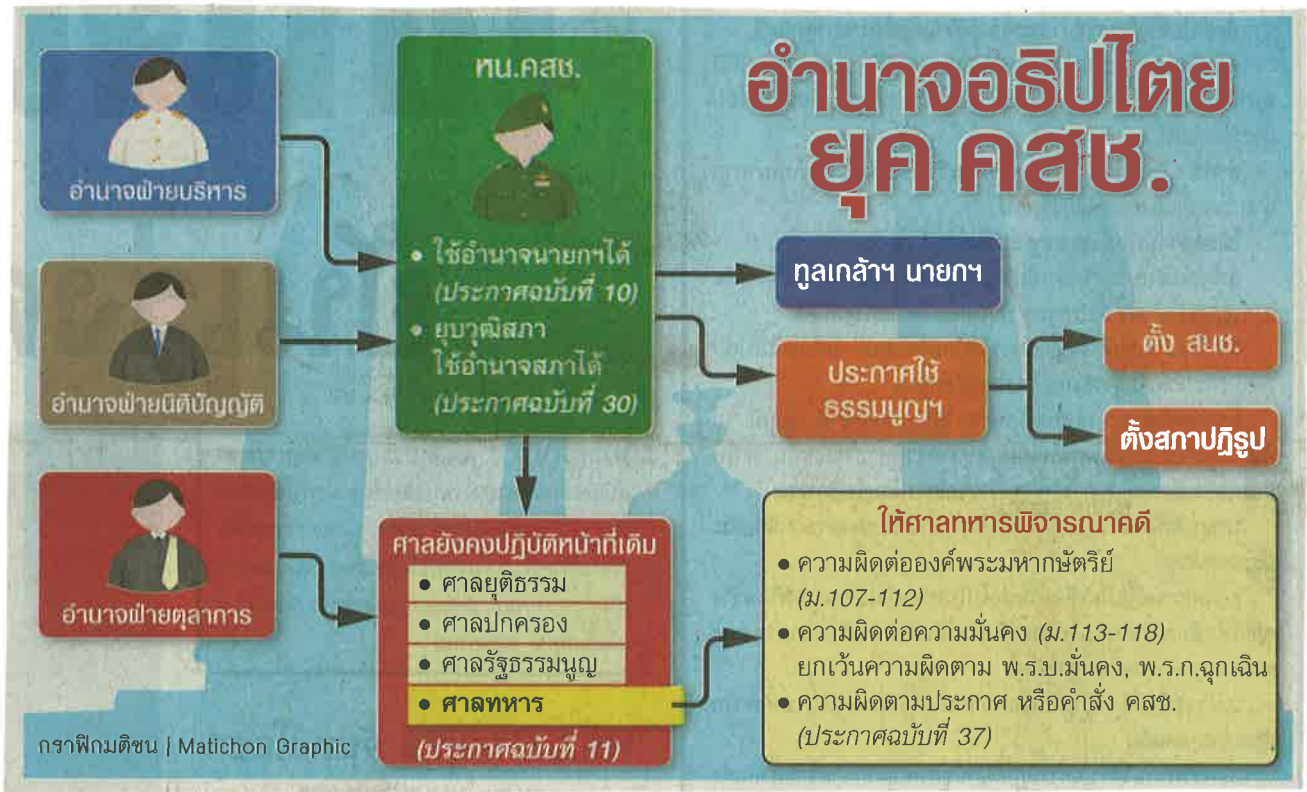 อำนาจอธิปไตย
ยุค คสช.
อำนาจฝ่ายบริหาร
อำนาจฝ่ายนิติบัญญัติ
อำนาจฝ่ายตุลาการ
หน.คสช.
• ใช้อำนาจนายกฯได้
(ประกาศฉบับที่ 10)
• ยุบวุฒิสภา
ใช้อำนาจสภาได้
(ประกาศฉบับที่ 30)
ทูลเกล้าฯ นายกฯ
ประกาศใช้
ธรรมนูญฯ
ตั้ง สนช.
ตั้งสภาปฏิรูป
ศาลยังคงปฏิบัติหน้าที่เดิม
• ศาลยุติธรรม
• ศาลปกครอง
• ศาลรัฐธรรมนูญ
• ศาลทหาร
(ประกาศฉบับที่ 11)
ให้ศาลทหารพิจารณาคดี
• ความผิดต่อองค์พระมหากษัตริย์
(ม.107-112)
• ความผิดต่อความมั่นคง (ม.113-118)
ยกเว้นความผิดตาม พ.ร.บ.มั่นคง, พ.ร.ก.ฉุกเฉิน
• ความผิดตามประกาศ หรือคำสั่ง คสช.
(ประกาศฉบับที่ 37)
กราฟิกมติชน | Matichon Graphic